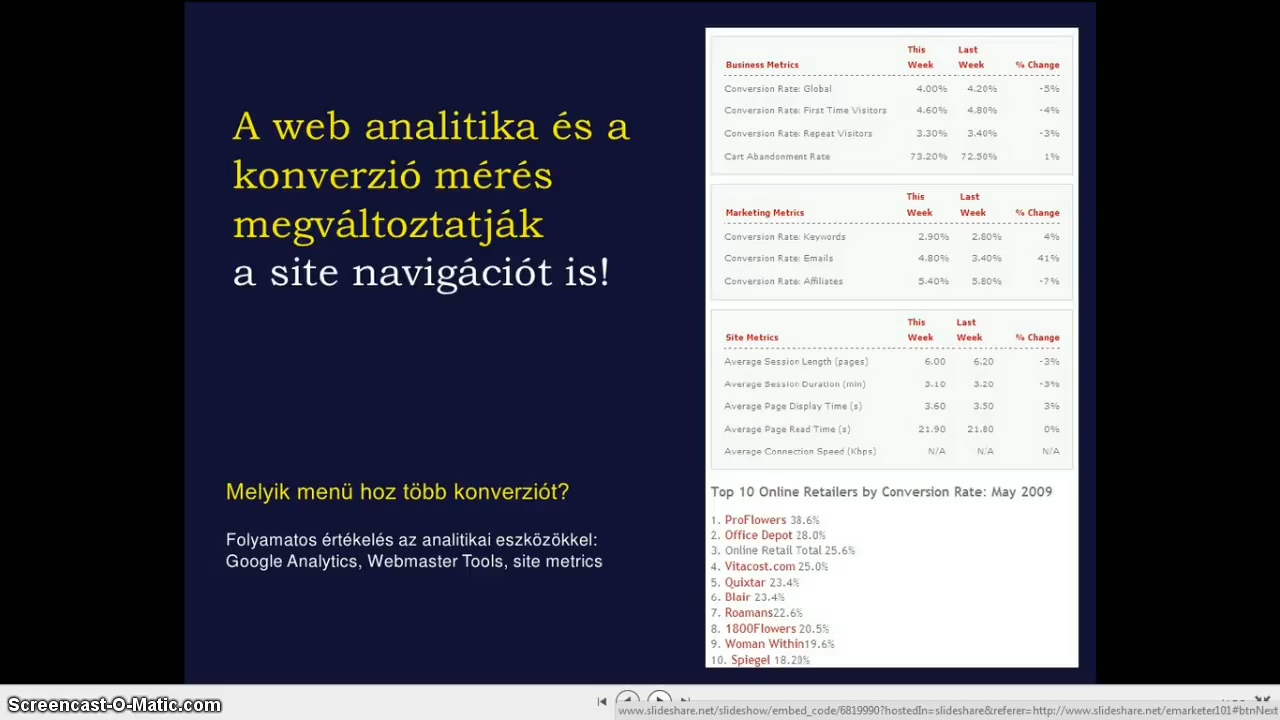 A web analitika és a
konverzió mérés
megváltoztatják
a site navigációt is!
Melyik menü hoz több konverziót?
Folyamatos értékelés az analitikai eszközökkel:
Google Analytics, Webmaster Tools, site metrics
This Last
Business Metrics Week Week % Change
Conversion Rate: Global 4.00% 4.20% -5%
Conversion Rate: First Time Visitors 4.60% 4.80% -4%
Conversion Rate: Repeat Visitors 3.30% 3.40% -3%
Cart Abandonment Rate 73.20% 72.50% 1%
This Last
Marketing Metrics Week Week % Change
Conversion Rate: Keywords 2.90% 2.80% 4%
Conversion Rate: Emails 4.80% 3.40% 41%
Conversion Rate: Affiliates 5.40% 5.80% -7%
This Last
Site Metrics Week Week % Change
Average Session Length (pages) 6.00 6.20 -3%
Average Session Duration (min) 3.10 3.20 -3%
Average Page Display Time (s) 3.60 3.50 3%
Average Page Read Time (s) 21.90 21.80 0%
Average Connection Speed (Kbps) N/A N/A N/A
Top 10 Online Retailers by Conversion Rate: May 2009
1. ProFlowers 38.6%
2. Office Depot 28.0%
3. Online Retail Total 25.6%
4. Vitacost.com 25.0%
5. Quixtar 23.4%
6. Blair 23.4%
7. Roamans22.6%
8. 1800Flowers 20.5%
9. Woman Within19.6%
10. Spiegel 18.20%
Screencast-O-Matic.com
www.slideshare.net/slideshow/embed_code/6819990?hostedIn=slideshare&referer=http://www.slideshare.net/emarketer101#btnNext